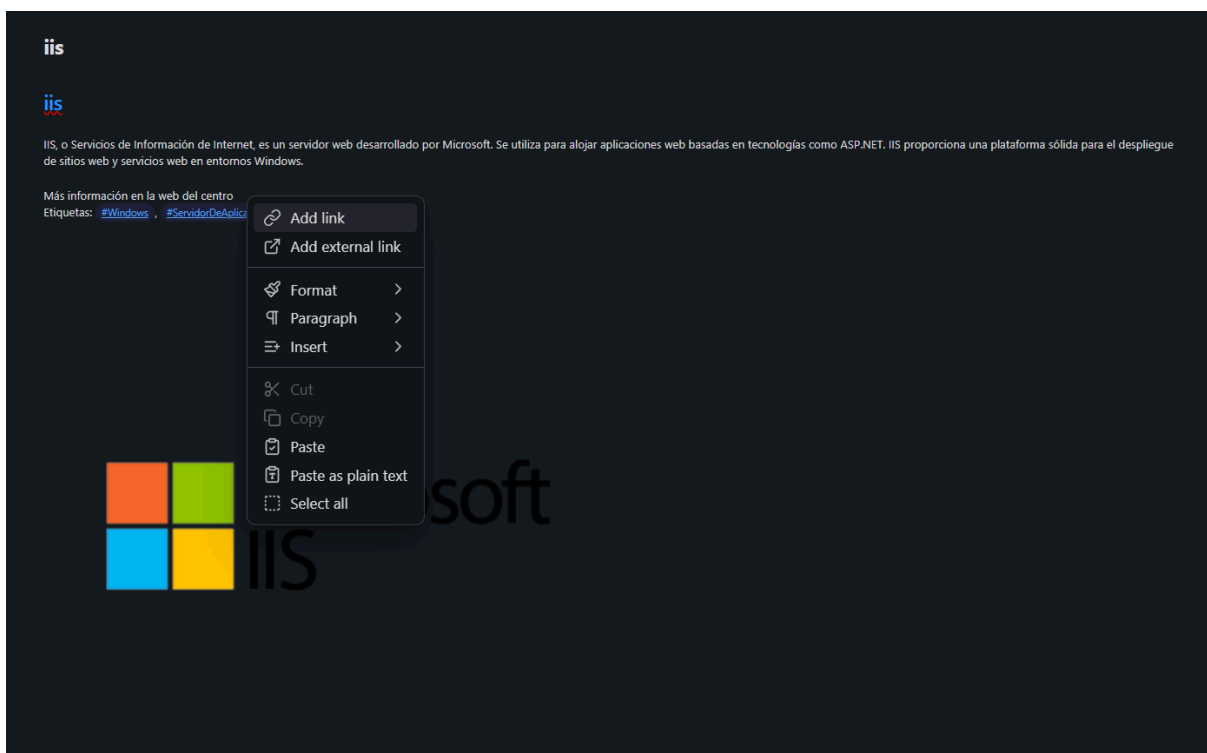 iis
iis
IIS, o Servicios de Información de Internet, es un servidor web desarrollado por Microsoft. Se utiliza para alojar aplicaciones web basadas en tecnologías como ASP.NET. IIS proporciona una plataforma sólida para el despliegue
de sitios web y servicios web en entornos Windows.
Más información en la web del centro
Etiquetas: #Windows , #ServidorDeAplica
Add link
Add external link
Format
Paragraph
Insert
Cut
Copy
Paste
Paste as plain text
Select all
soft
IIS